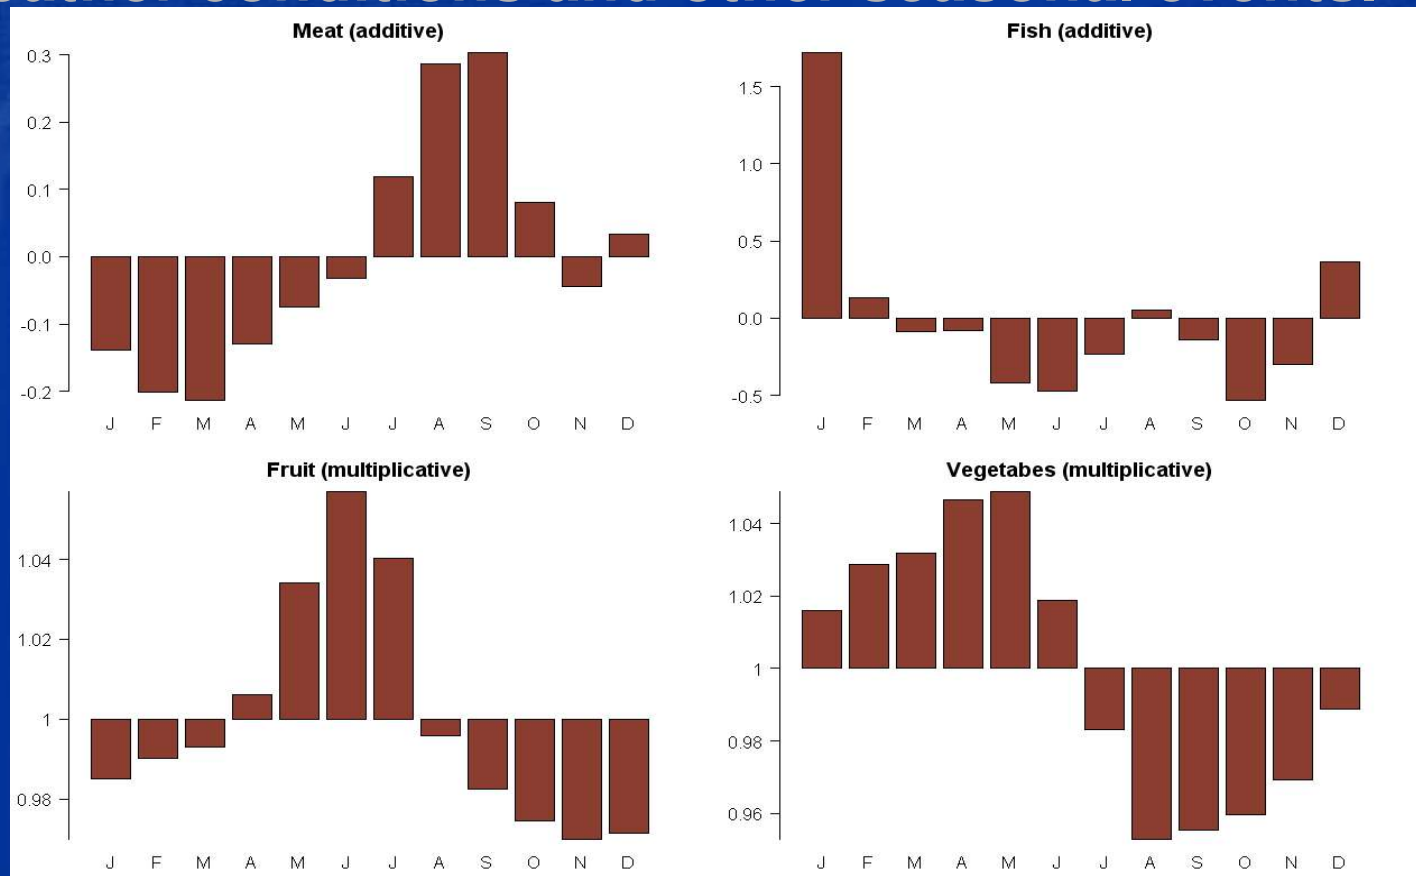 Meat (additive)
0.3
0.2
0.1
0.0
-0.1
-0.2
J F M A M J J A S O N D
Fish (additive)
1.5
1.0
0.5
0.0
-0.5
J F M A M J J A S O N D
Fruit (multiplicative)
1.04
1.02
1
0.98
J F M A M J J A S O N D
Vegetabes (multiplicative)
1.04
1.02
1
0.98
0.96
J F M A M J J A S O N D